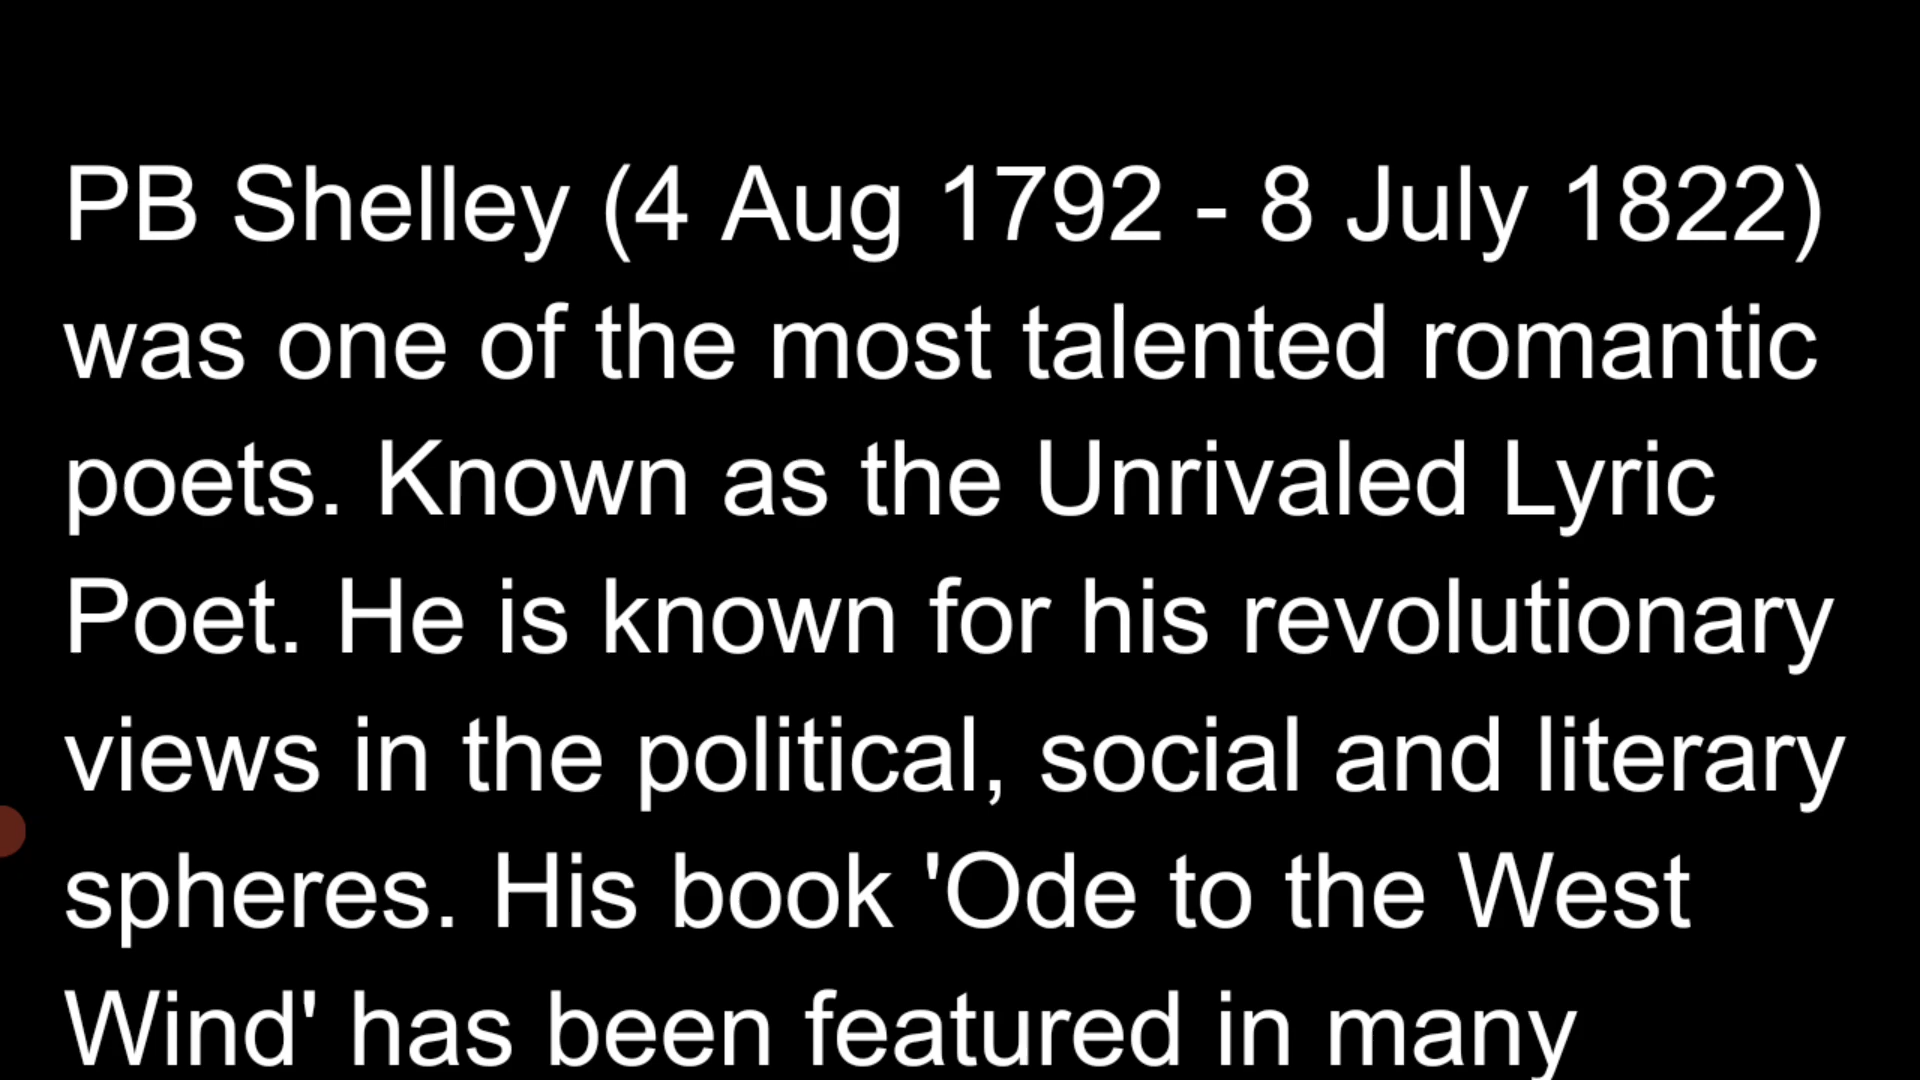 PB Shelley (4 Aug 1792 - 8 July 1822)
was one of the most talented romantic
poets. Known as the Unrivaled Lyric
Poet. He is known for his revolutionary
views in the political, social and literary
spheres. His book 'Ode to the West
Wind' has been featured in many